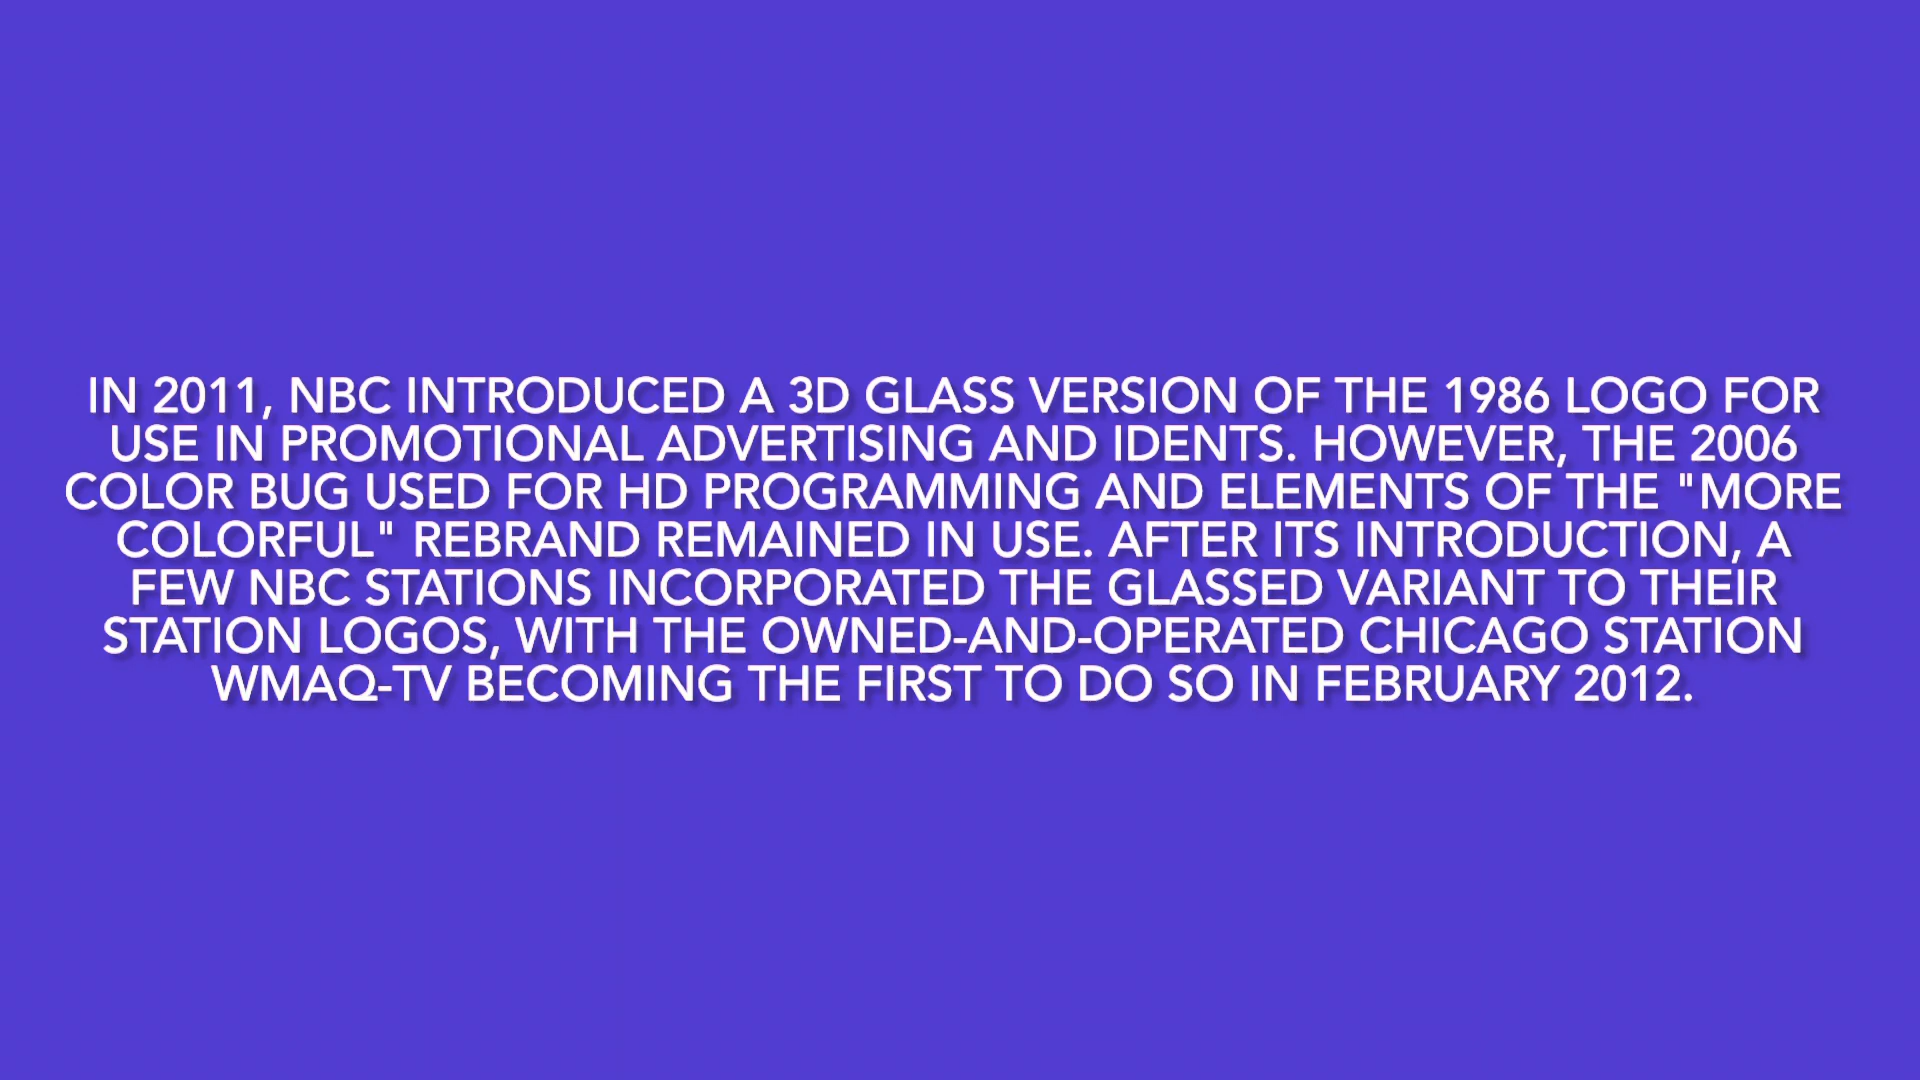 IN 2011, NBC INTRODUCED A 3D GLASS VERSION OF THE 1986 LOGO FOR
USE IN PROMOTIONAL ADVERTISING AND IDENTS. HOWEVER, THE 2006
COLOR BUG USED FOR HD PROGRAMMING AND ELEMENTS OF THE "MORE
COLORFUL" REBRAND REMAINED IN USE. AFTER ITS INTRODUCTION, A
FEW NBC STATIONS INCORPORATED THE GLASSED VARIANT TO THEIR
STATION LOGOS, WITH THE OWNED-AND-OPERATED CHICAGO STATION
WMAQ-TV BECOMING THE FIRST TO DO SO IN FEBRUARY 2012.